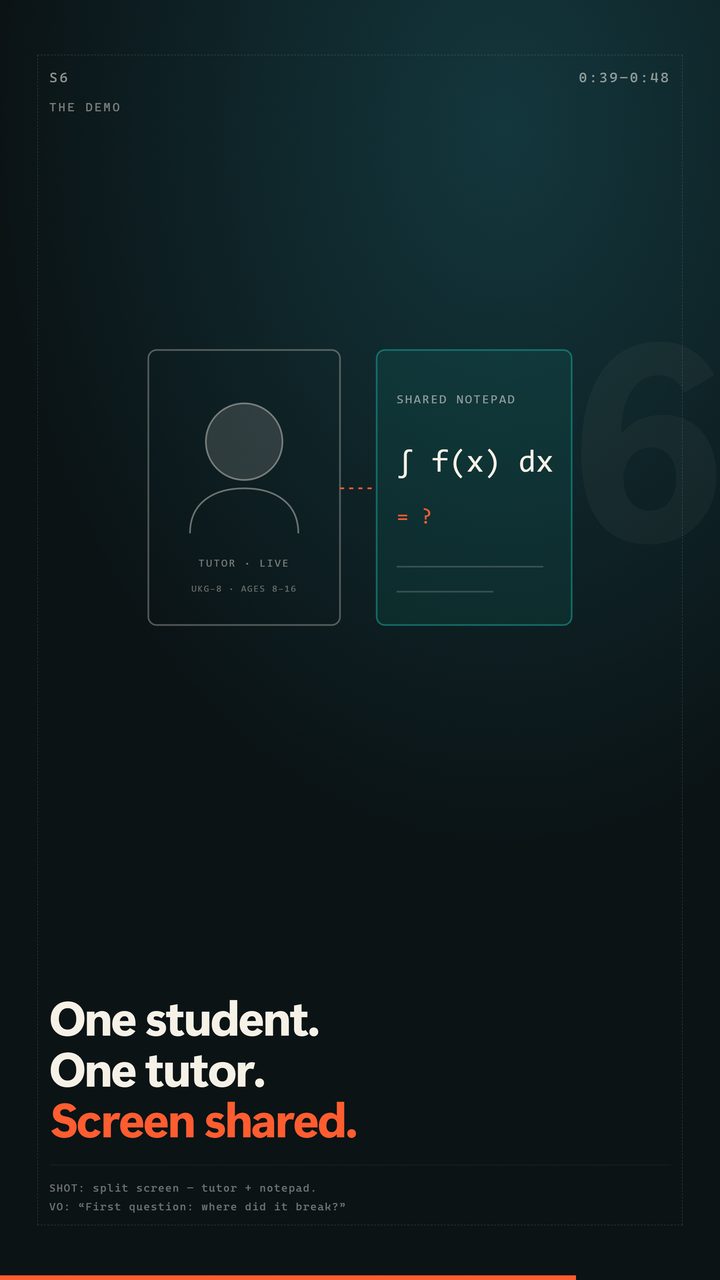 S6
0:39–0:48
THE DEMO
6
SHARED NOTEPAD
∫ f(x) dx
= ?
TUTOR · LIVE
UKG–8 · AGES 8–16
One student.
One tutor.
Screen shared.
SHOT: split screen — tutor + notepad.
VO: “First question: where did it break?”